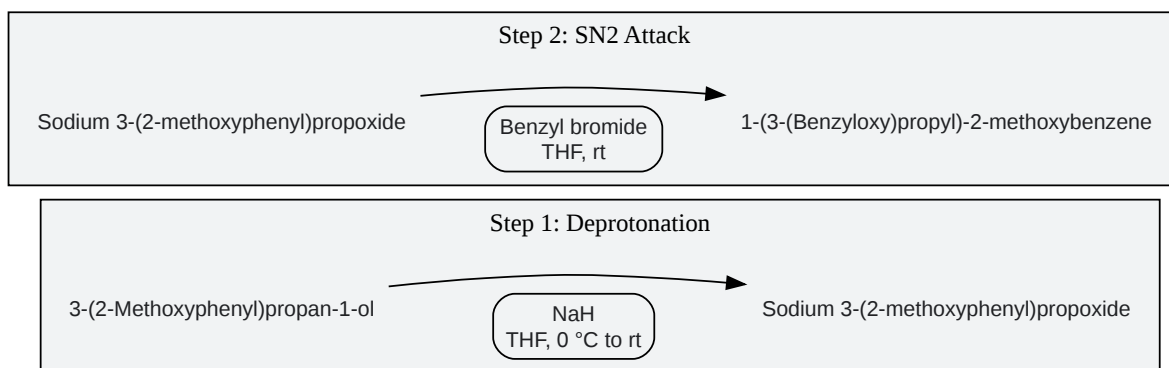 Step 2: SN2 Attack
Sodium 3-(2-methoxyphenyl)propoxide
Benzyl bromide
THF, rt
1-(3-(Benzyloxy)propyl)-2-methoxybenzene
Step 1: Deprotonation
3-(2-Methoxyphenyl)propan-1-ol
NaH
THF, 0 °C to rt
Sodium 3-(2-methoxyphenyl)propoxide